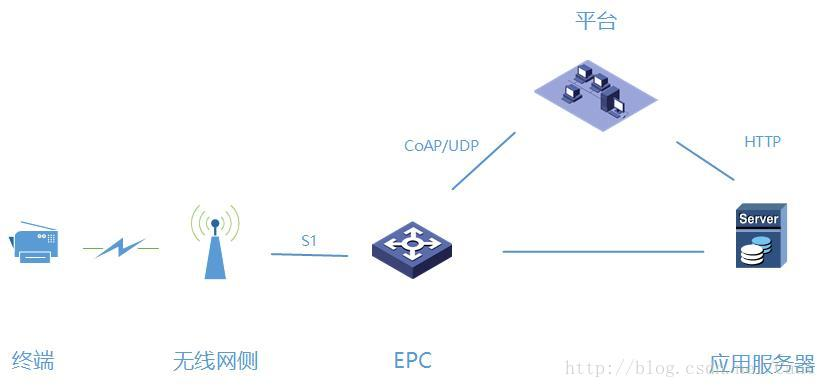 平台
CoAP/UDP
HTTP
Server
S1
终端
无线网侧
EPC
应用服务器